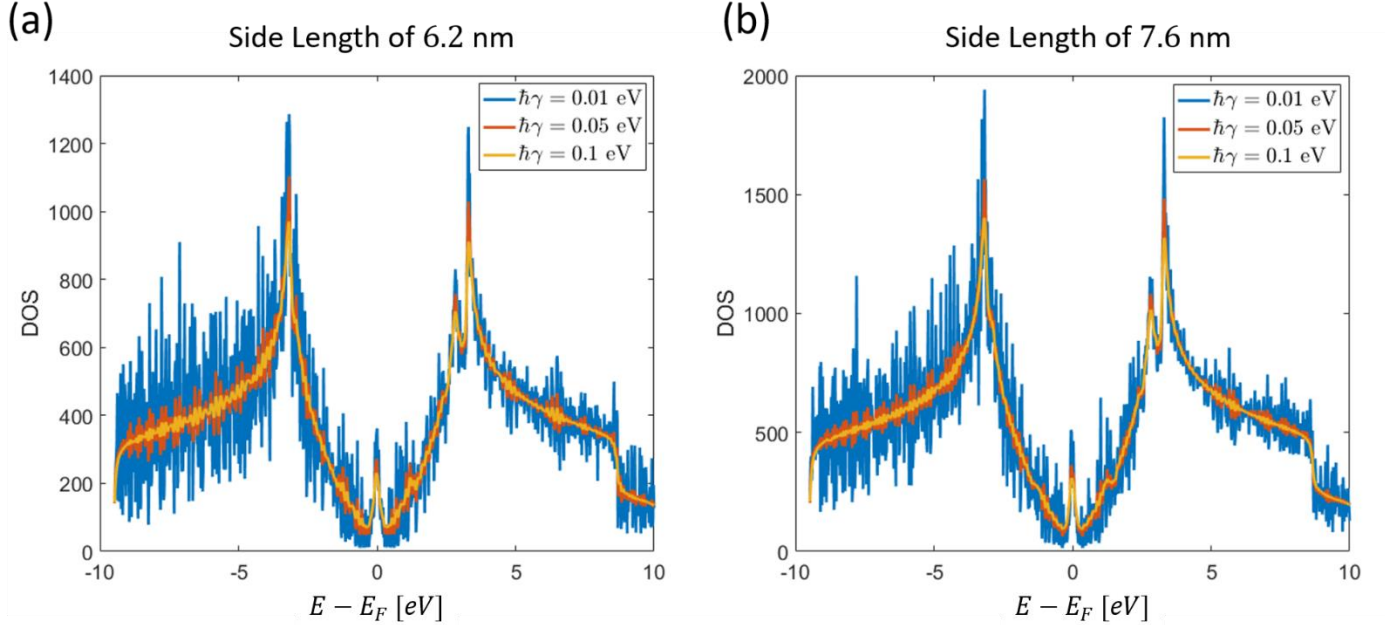 (a)
Side Length of 6.2 nm
1400
1200
1000
800
600
400
200
0
DOS
-10
-5
0
5
10
E − E_F [eV]
ℏγ = 0.01 eV
ℏγ = 0.05 eV
ℏγ = 0.1 eV
(b)
Side Length of 7.6 nm
2000
1500
1000
500
0
DOS
-10
-5
0
5
10
E − E_F [eV]
ℏγ = 0.01 eV
ℏγ = 0.05 eV
ℏγ = 0.1 eV